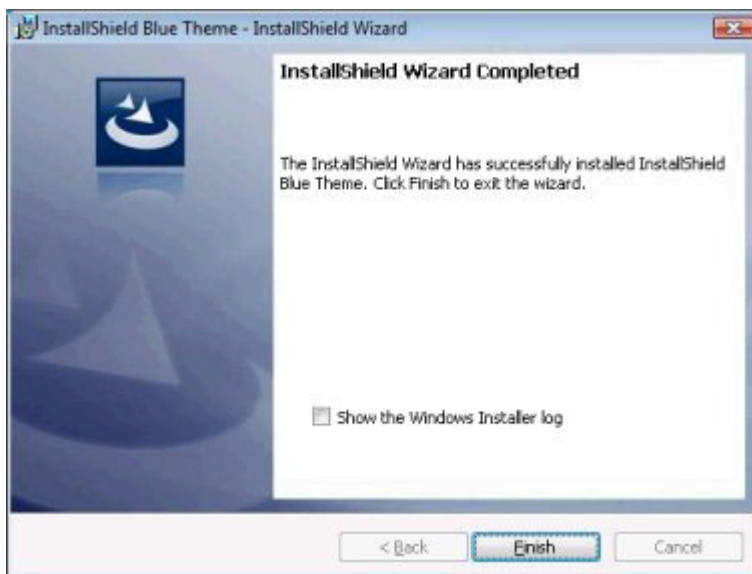 InstallShield Blue Theme - InstallShield Wizard
InstallShield Wizard Completed
The InstallShield Wizard has successfully installed InstallShield
Blue Theme. Click Finish to exit the wizard.
Show the Windows Installer log
< Back Finish Cancel